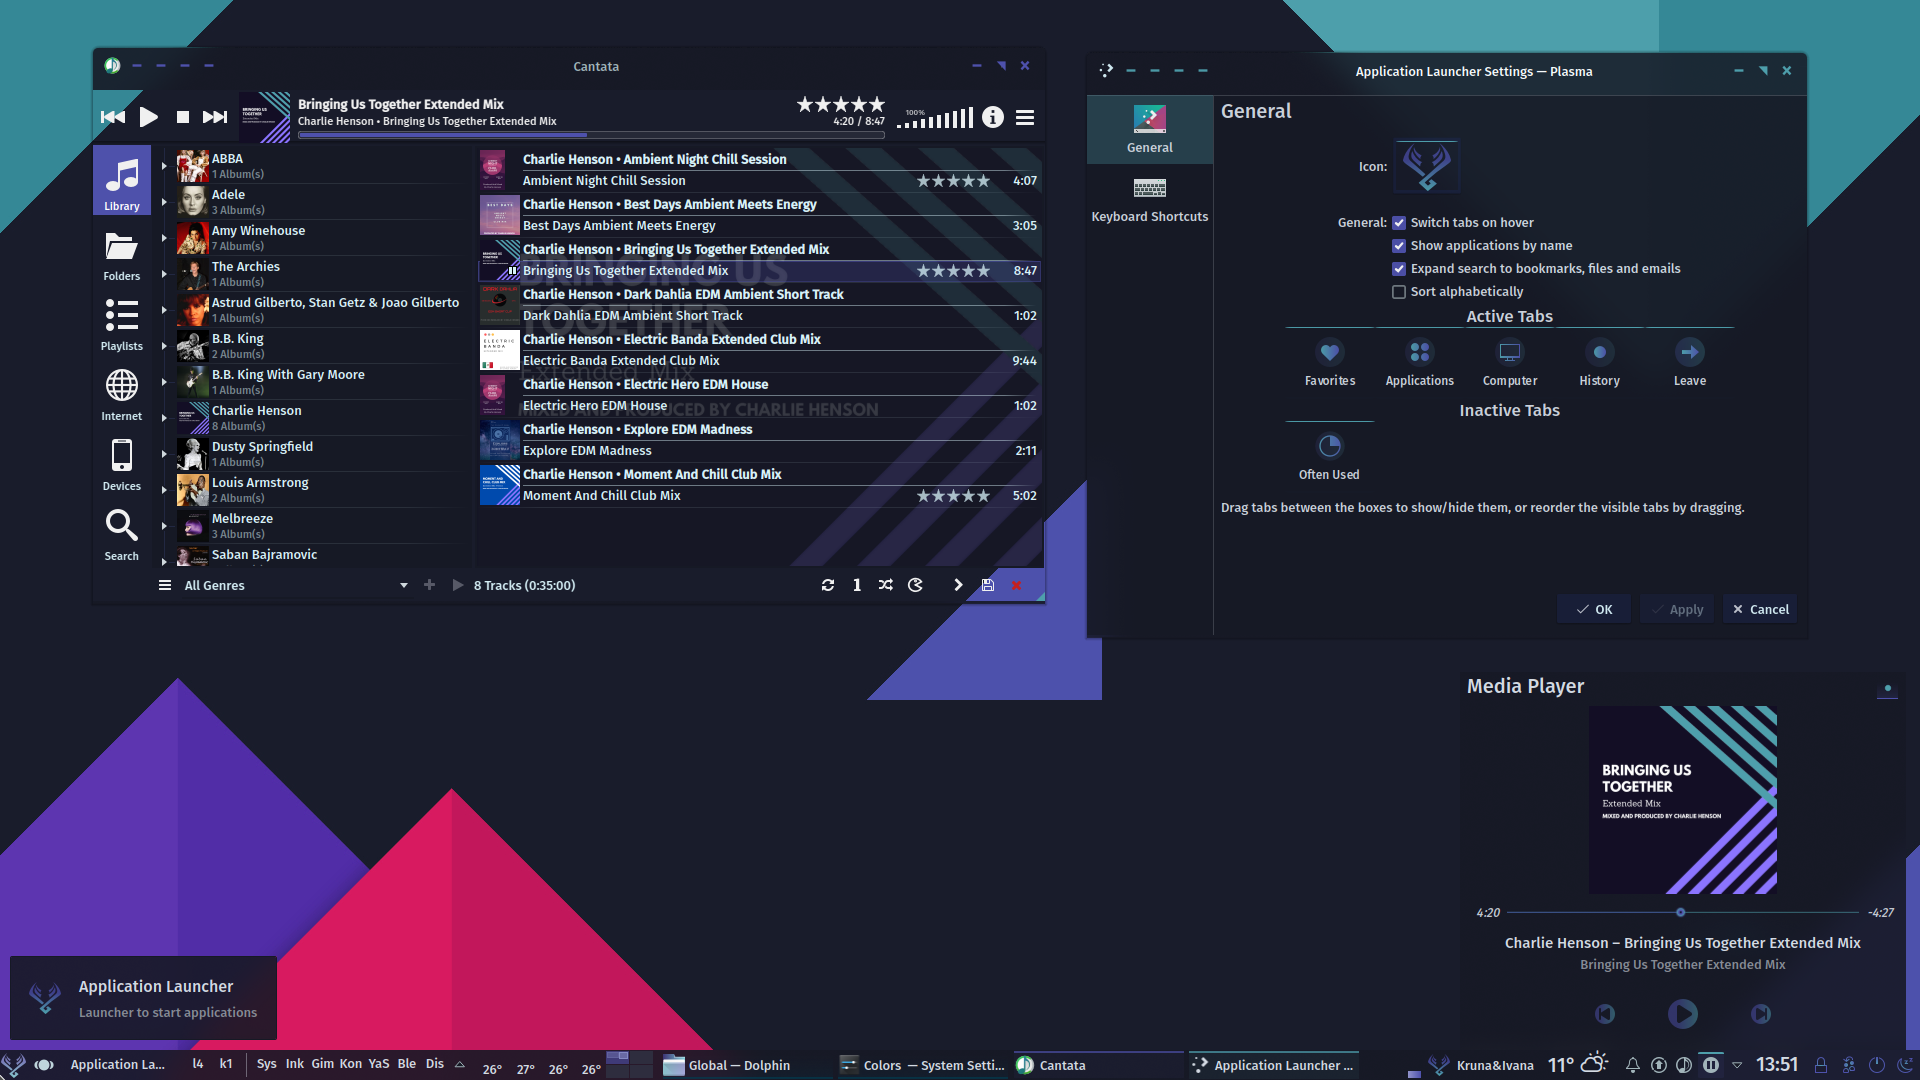 Cantata
Bringing Us Together Extended Mix
Charlie Henson • Bringing Us Together Extended Mix
4:20 / 8:47
100%
Library
Folders
Playlists
Internet
Devices
Search
ABBA
1 Album(s)
Adele
3 Album(s)
Amy Winehouse
7 Album(s)
The Archies
1 Album(s)
Astrud Gilberto, Stan Getz & Joao Gilberto
1 Album(s)
B.B. King
2 Album(s)
B.B. King With Gary Moore
1 Album(s)
Charlie Henson
8 Album(s)
Dusty Springfield
1 Album(s)
Louis Armstrong
2 Album(s)
Melbreeze
3 Album(s)
Saban Bajramovic
Charlie Henson • Ambient Night Chill Session
Ambient Night Chill Session 4:07
Charlie Henson • Best Days Ambient Meets Energy
Best Days Ambient Meets Energy 3:05
Charlie Henson • Bringing Us Together Extended Mix
Bringing Us Together Extended Mix 8:47
Charlie Henson • Dark Dahlia EDM Ambient Short Track
Dark Dahlia EDM Ambient Short Track 1:02
Charlie Henson • Electric Banda Extended Club Mix
Electric Banda Extended Club Mix 9:44
Charlie Henson • Electric Hero EDM House
Electric Hero EDM House 1:02
Charlie Henson • Explore EDM Madness
Explore EDM Madness 2:11
Charlie Henson • Moment And Chill Club Mix
Moment And Chill Club Mix 5:02
BRINGING US
TOGETHER
Extended Mix
MIXED AND PRODUCED BY CHARLIE HENSON
All Genres
8 Tracks (0:35:00)
1
Application Launcher Settings — Plasma
General
Keyboard Shortcuts
General
Icon:
General: Switch tabs on hover
Show applications by name
Expand search to bookmarks, files and emails
Sort alphabetically
Active Tabs
Favorites Applications Computer History Leave
Inactive Tabs
Often Used
Drag tabs between the boxes to show/hide them, or reorder the visible tabs by dragging.
OK Apply Cancel
Media Player
BRINGING US
TOGETHER
Extended Mix
MIXED AND PRODUCED BY CHARLIE HENSON
4:20 -4:27
Charlie Henson – Bringing Us Together Extended Mix
Bringing Us Together Extended Mix
Application Launcher
Launcher to start applications
Application La... l4 k1 Sys Ink Gim Kon YaS Ble Dis 26° 27° 26° 26° Global — Dolphin Colors — System Setti... Cantata Application Launcher ... Kruna&Ivana 11° 13:51